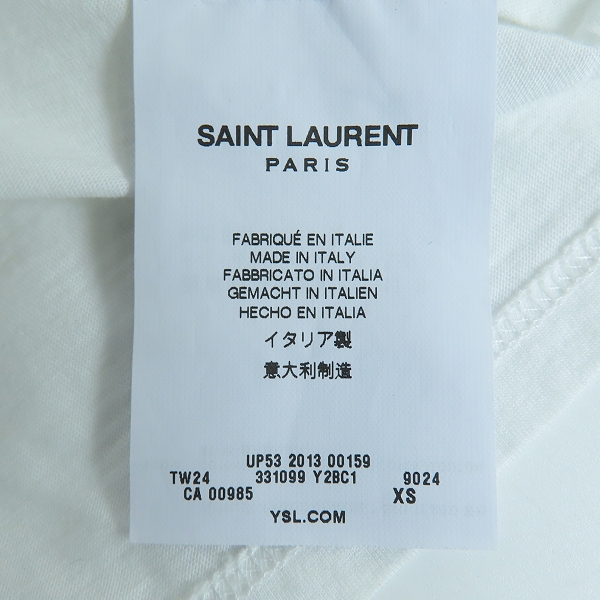 SAINT LAURENT
PARIS
FABRIQUÉ EN ITALIE
MADE IN ITALY
FABBRICATO IN ITALIA
GEMACHT IN ITALIEN
HECHO EN ITALIA
イタリア製
意大利制造
UP53 2013 00159
TW24 331099 Y2BC1 9024
CA 00985 XS
YSL.COM